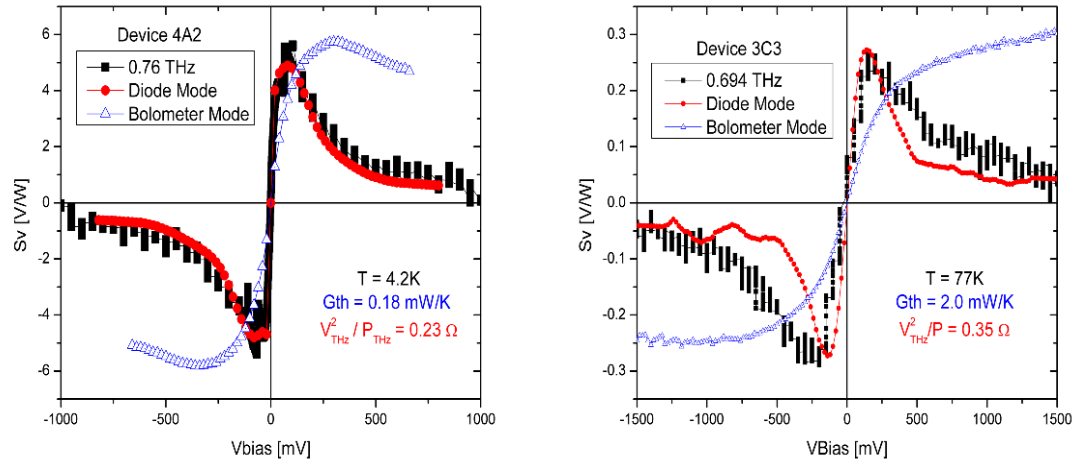 Device 4A2
0.76 THz
Diode Mode
Bolometer Mode
6
4
2
0
-2
-4
-6
Sv [V/W]
T = 4.2K
Gth = 0.18 mW/K
V²THz / PTHz = 0.23 Ω
-1000 -500 0 500 1000
Vbias [mV]
Device 3C3
0.694 THz
Diode Mode
Bolometer Mode
0.3
0.2
0.1
0.0
-0.1
-0.2
-0.3
Sv [V/W]
T = 77K
Gth = 2.0 mW/K
V²THz/P = 0.35 Ω
-1500 -1000 -500 0 500 1000 1500
VBias [mV]